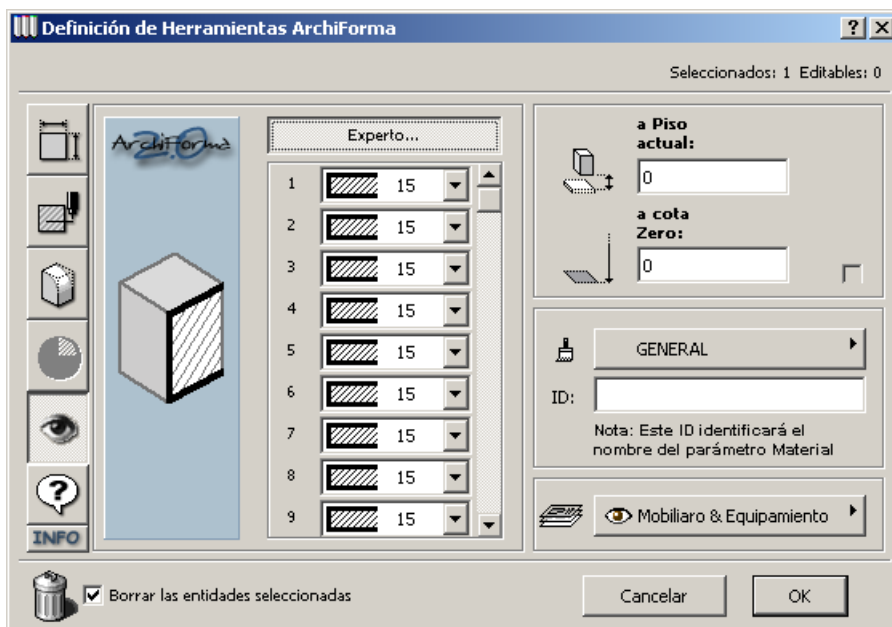 Definición de Herramientas ArchiForma
Seleccionados: 1 Editables: 0
ArchiForma
2.0
Experto...
1 15
2 15
3 15
4 15
5 15
6 15
7 15
8 15
9 15
a Piso
actual:
0
a cota
Zero:
0
GENERAL
ID:
Nota: Este ID identificará el
nombre del parámetro Material
Mobiliaro & Equipamiento
INFO
Borrar las entidades seleccionadas
Cancelar
OK